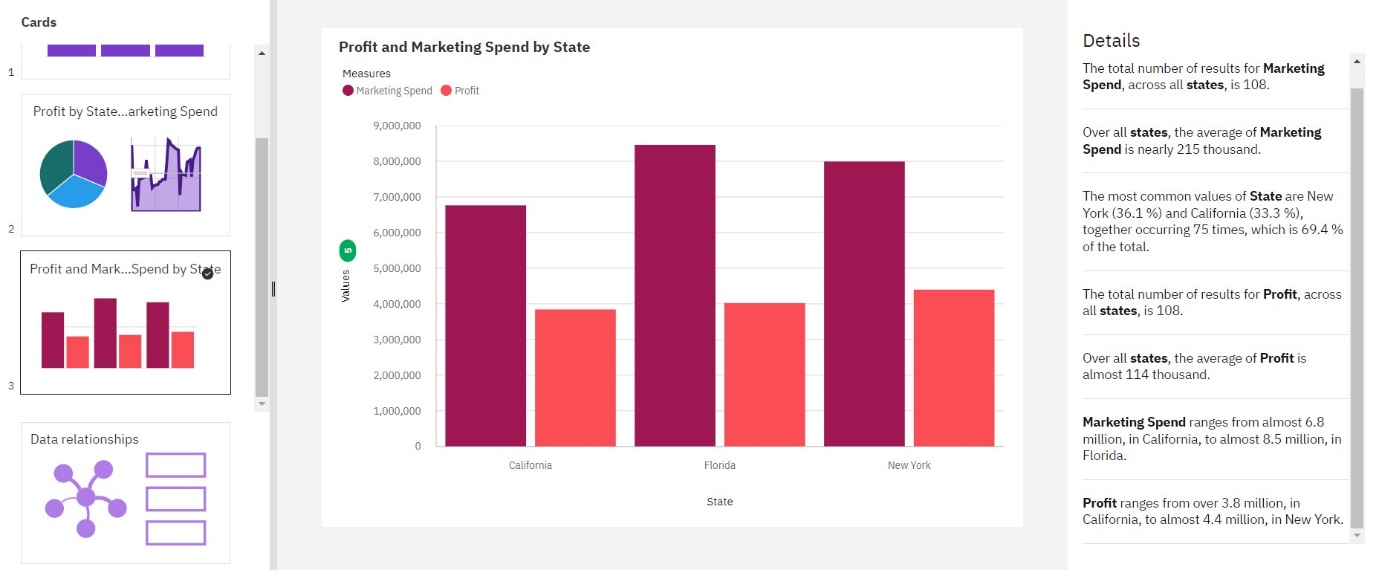 Cards
1
Profit by State...arketing Spend
2
Profit and Mark...Spend by State
3
Data relationships
Profit and Marketing Spend by State
Measures
Marketing Spend
Profit
9,000,000
8,000,000
7,000,000
6,000,000
5,000,000
4,000,000
3,000,000
2,000,000
1,000,000
0
Values
5
California
Florida
New York
State
Details
The total number of results for Marketing
Spend, across all states, is 108.
Over all states, the average of Marketing
Spend is nearly 215 thousand.
The most common values of State are New
York (36.1 %) and California (33.3 %),
together occurring 75 times, which is 69.4 %
of the total.
The total number of results for Profit, across
all states, is 108.
Over all states, the average of Profit is
almost 114 thousand.
Marketing Spend ranges from almost 6.8
million, in California, to almost 8.5 million, in
Florida.
Profit ranges from over 3.8 million, in
California, to almost 4.4 million, in New York.